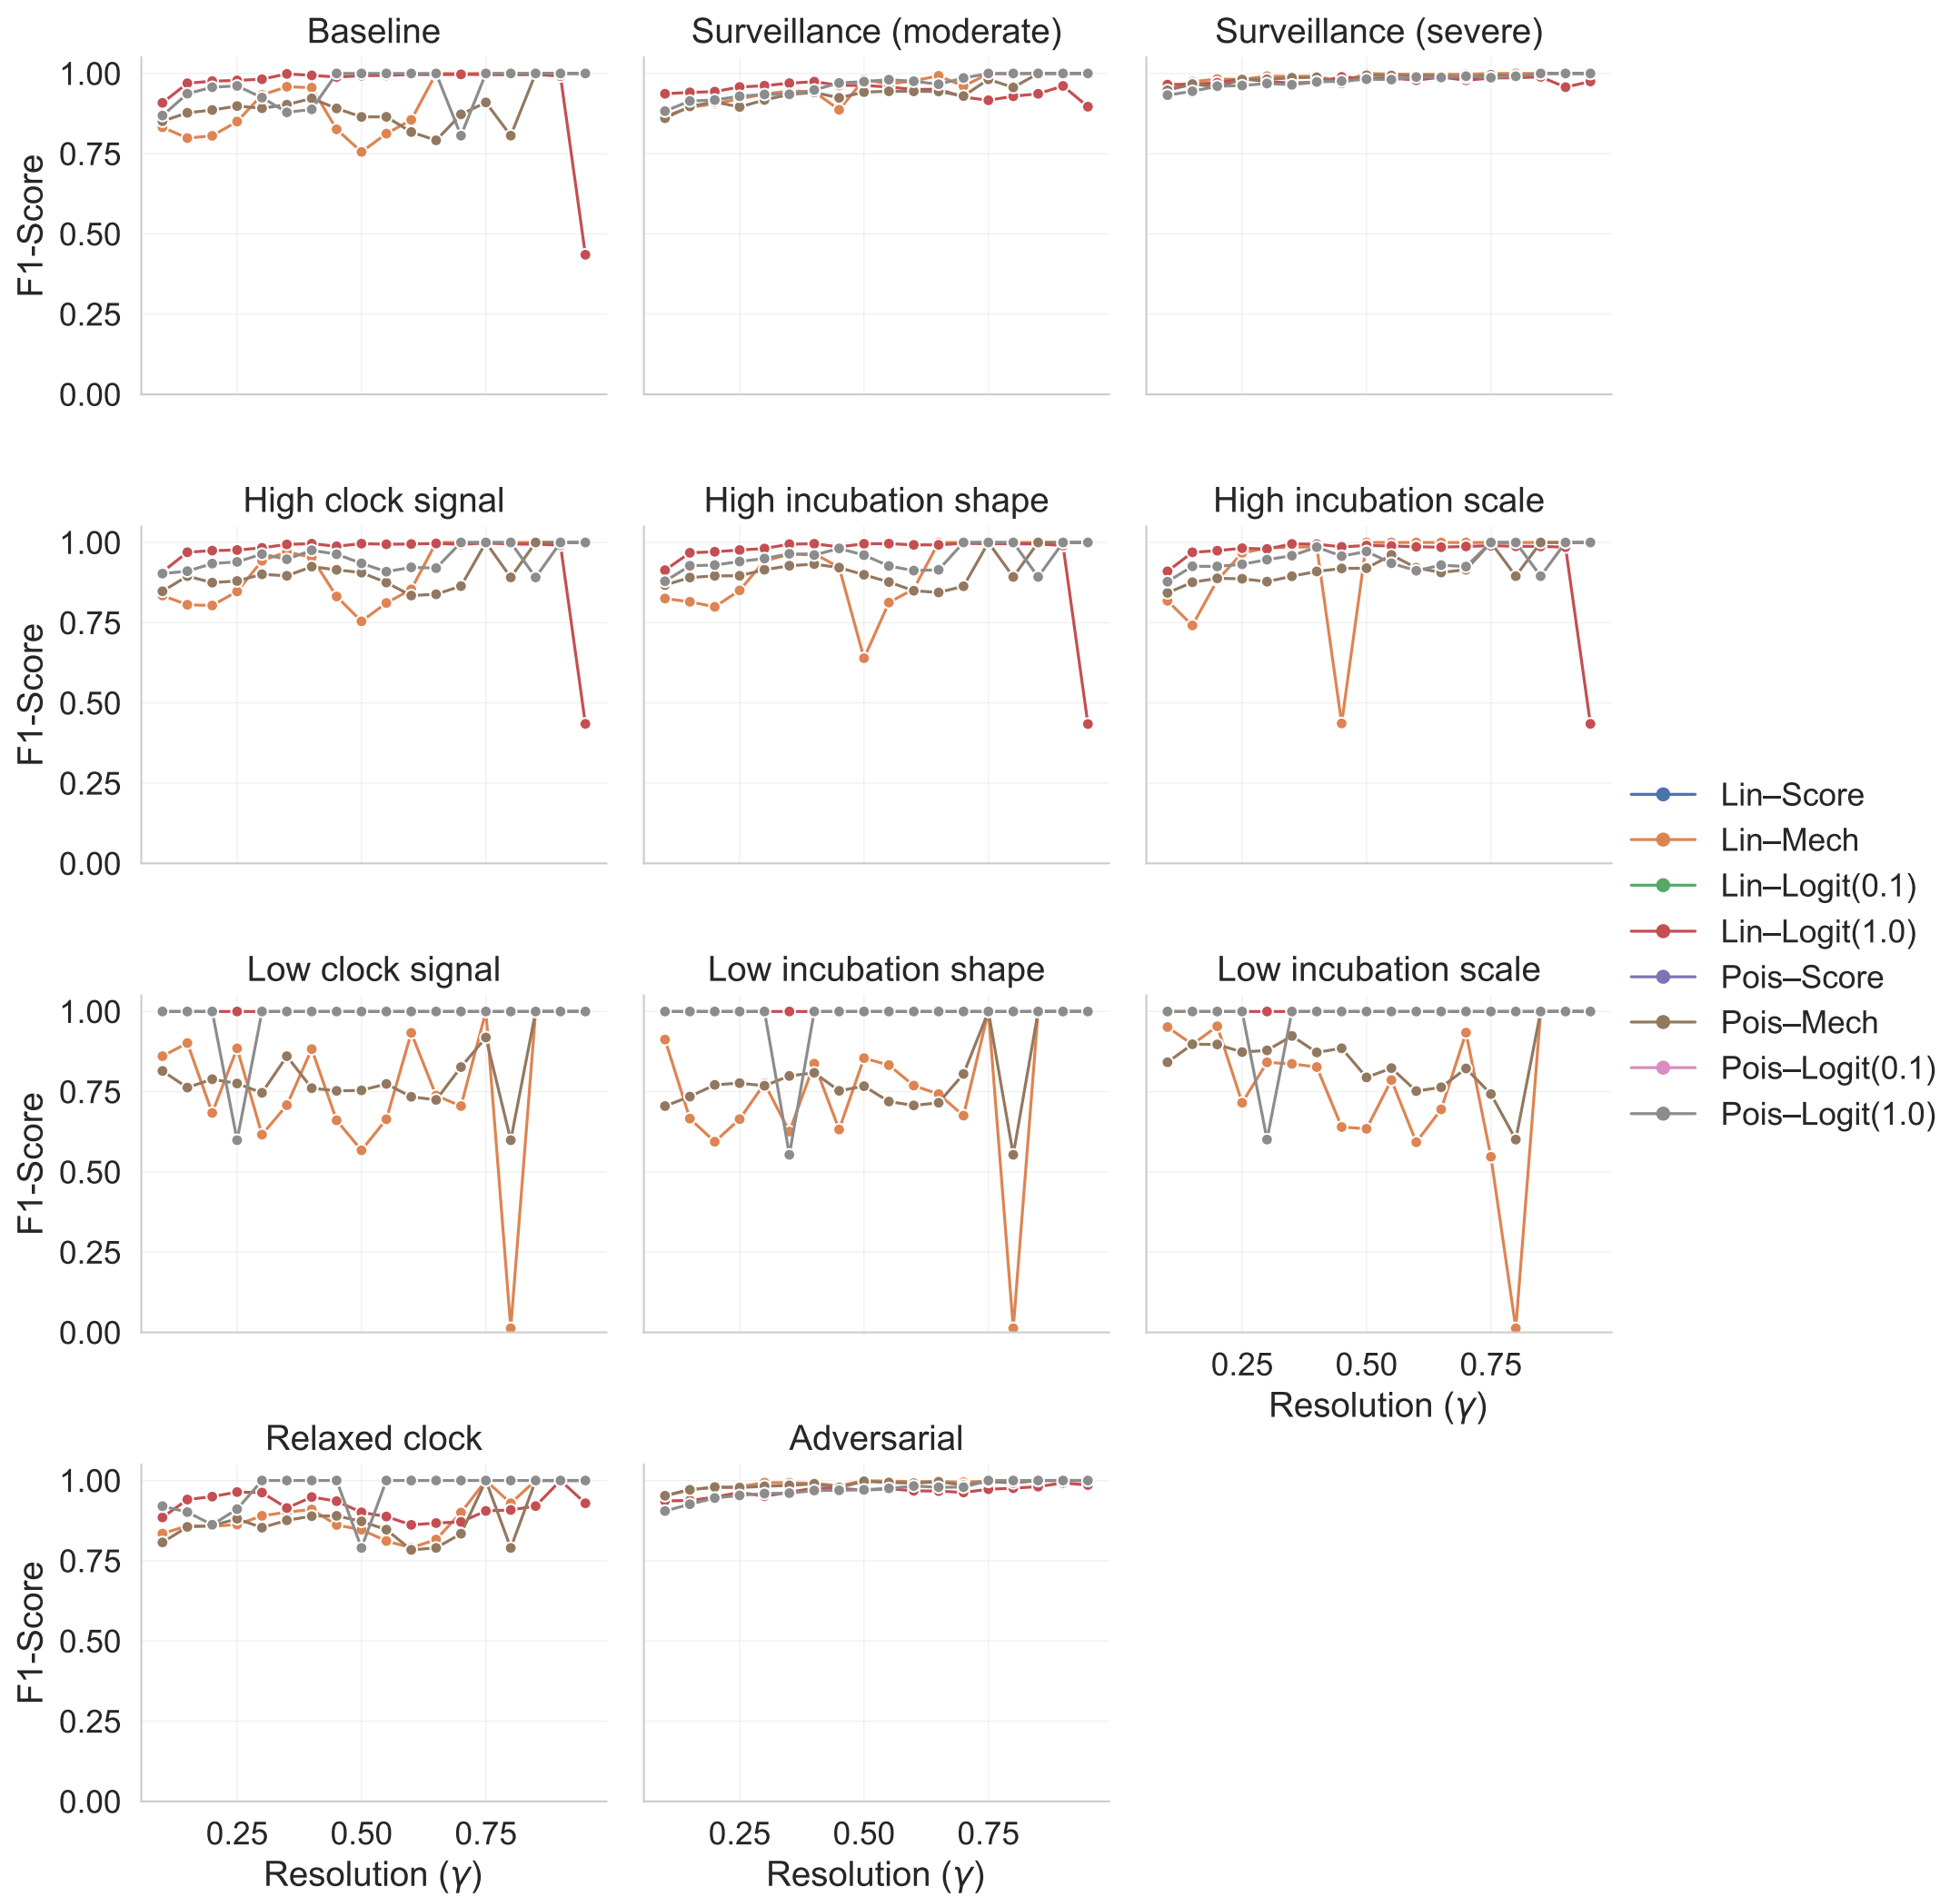 Baseline
Surveillance (moderate)
Surveillance (severe)
F1-Score
1.00
0.75
0.50
0.25
0.00
High clock signal
High incubation shape
High incubation scale
F1-Score
1.00
0.75
0.50
0.25
0.00
Lin–Score
Lin–Mech
Lin–Logit(0.1)
Lin–Logit(1.0)
Pois–Score
Pois–Mech
Pois–Logit(0.1)
Pois–Logit(1.0)
Low clock signal
Low incubation shape
Low incubation scale
F1-Score
1.00
0.75
0.50
0.25
0.00
0.25 0.50 0.75
Resolution (γ)
Relaxed clock
Adversarial
F1-Score
1.00
0.75
0.50
0.25
0.00
0.25 0.50 0.75
Resolution (γ)
0.25 0.50 0.75
Resolution (γ)